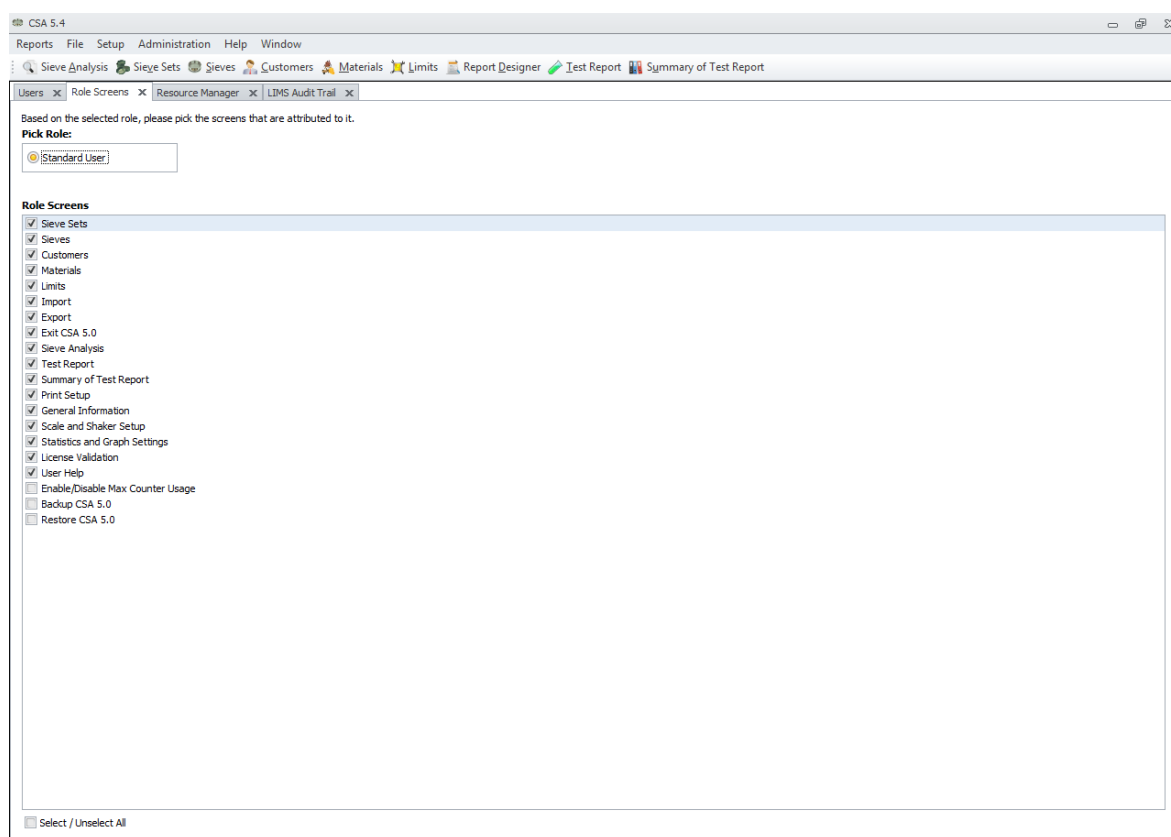 CSA 5.4
Reports File Setup Administration Help Window
Sieve Analysis Sieve Sets Sieves Customers Materials Limits Report Designer Test Report Summary of Test Report
Users Role Screens Resource Manager LIMS Audit Trail
Based on the selected role, please pick the screens that are attributed to it.
Pick Role:
Standard User
Role Screens
Sieve Sets
Sieves
Customers
Materials
Limits
Import
Export
Exit CSA 5.0
Sieve Analysis
Test Report
Summary of Test Report
Print Setup
General Information
Scale and Shaker Setup
Statistics and Graph Settings
License Validation
User Help
Enable/Disable Max Counter Usage
Backup CSA 5.0
Restore CSA 5.0
Select / Unselect All